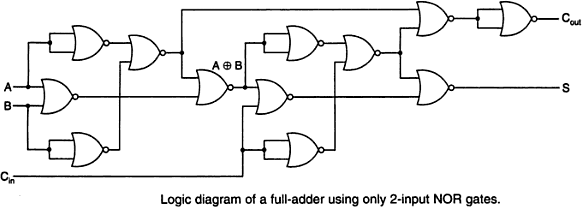 C_out
A ⊕ B
A
B
S
C_in
Logic diagram of a full-adder using only 2-input NOR gates.